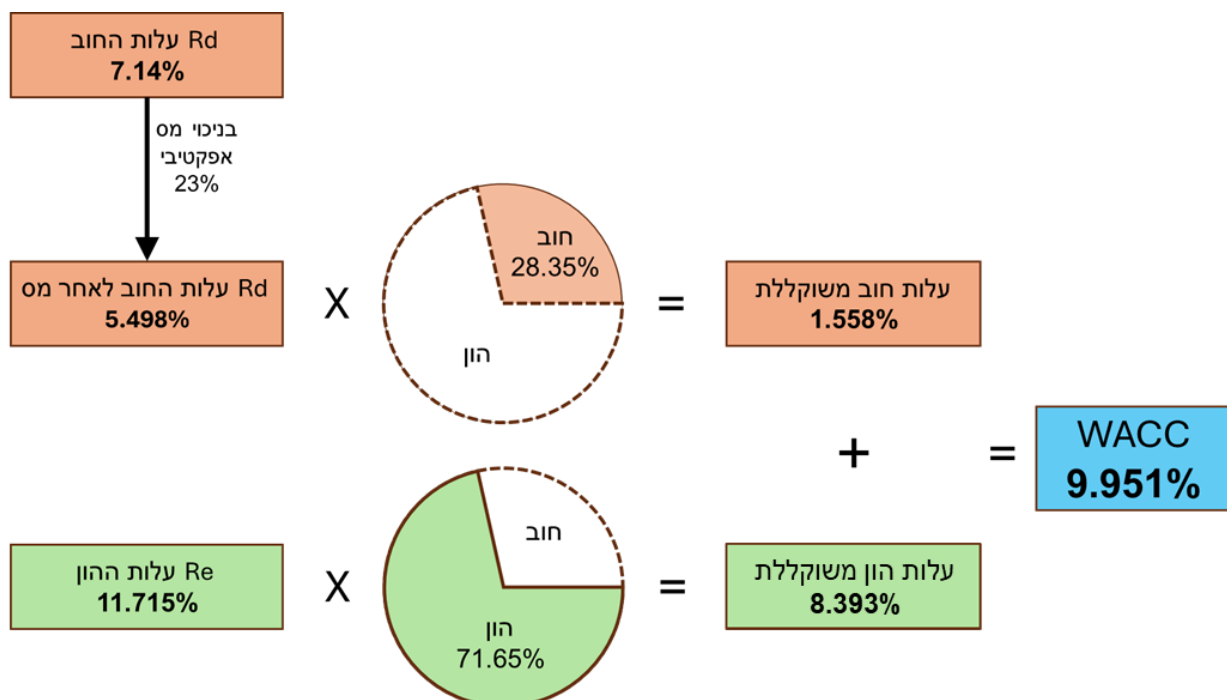 עלות החוב Rd
7.14%
בניכוי מס
אפקטיבי
23%
עלות החוב לאחר מס Rd
5.498%
X
חוב
28.35%
הון
=
עלות חוב משוקללת
1.558%
+
=
WACC
9.951%
עלות ההון Re
11.715%
X
חוב
הון
71.65%
=
עלות הון משוקללת
8.393%